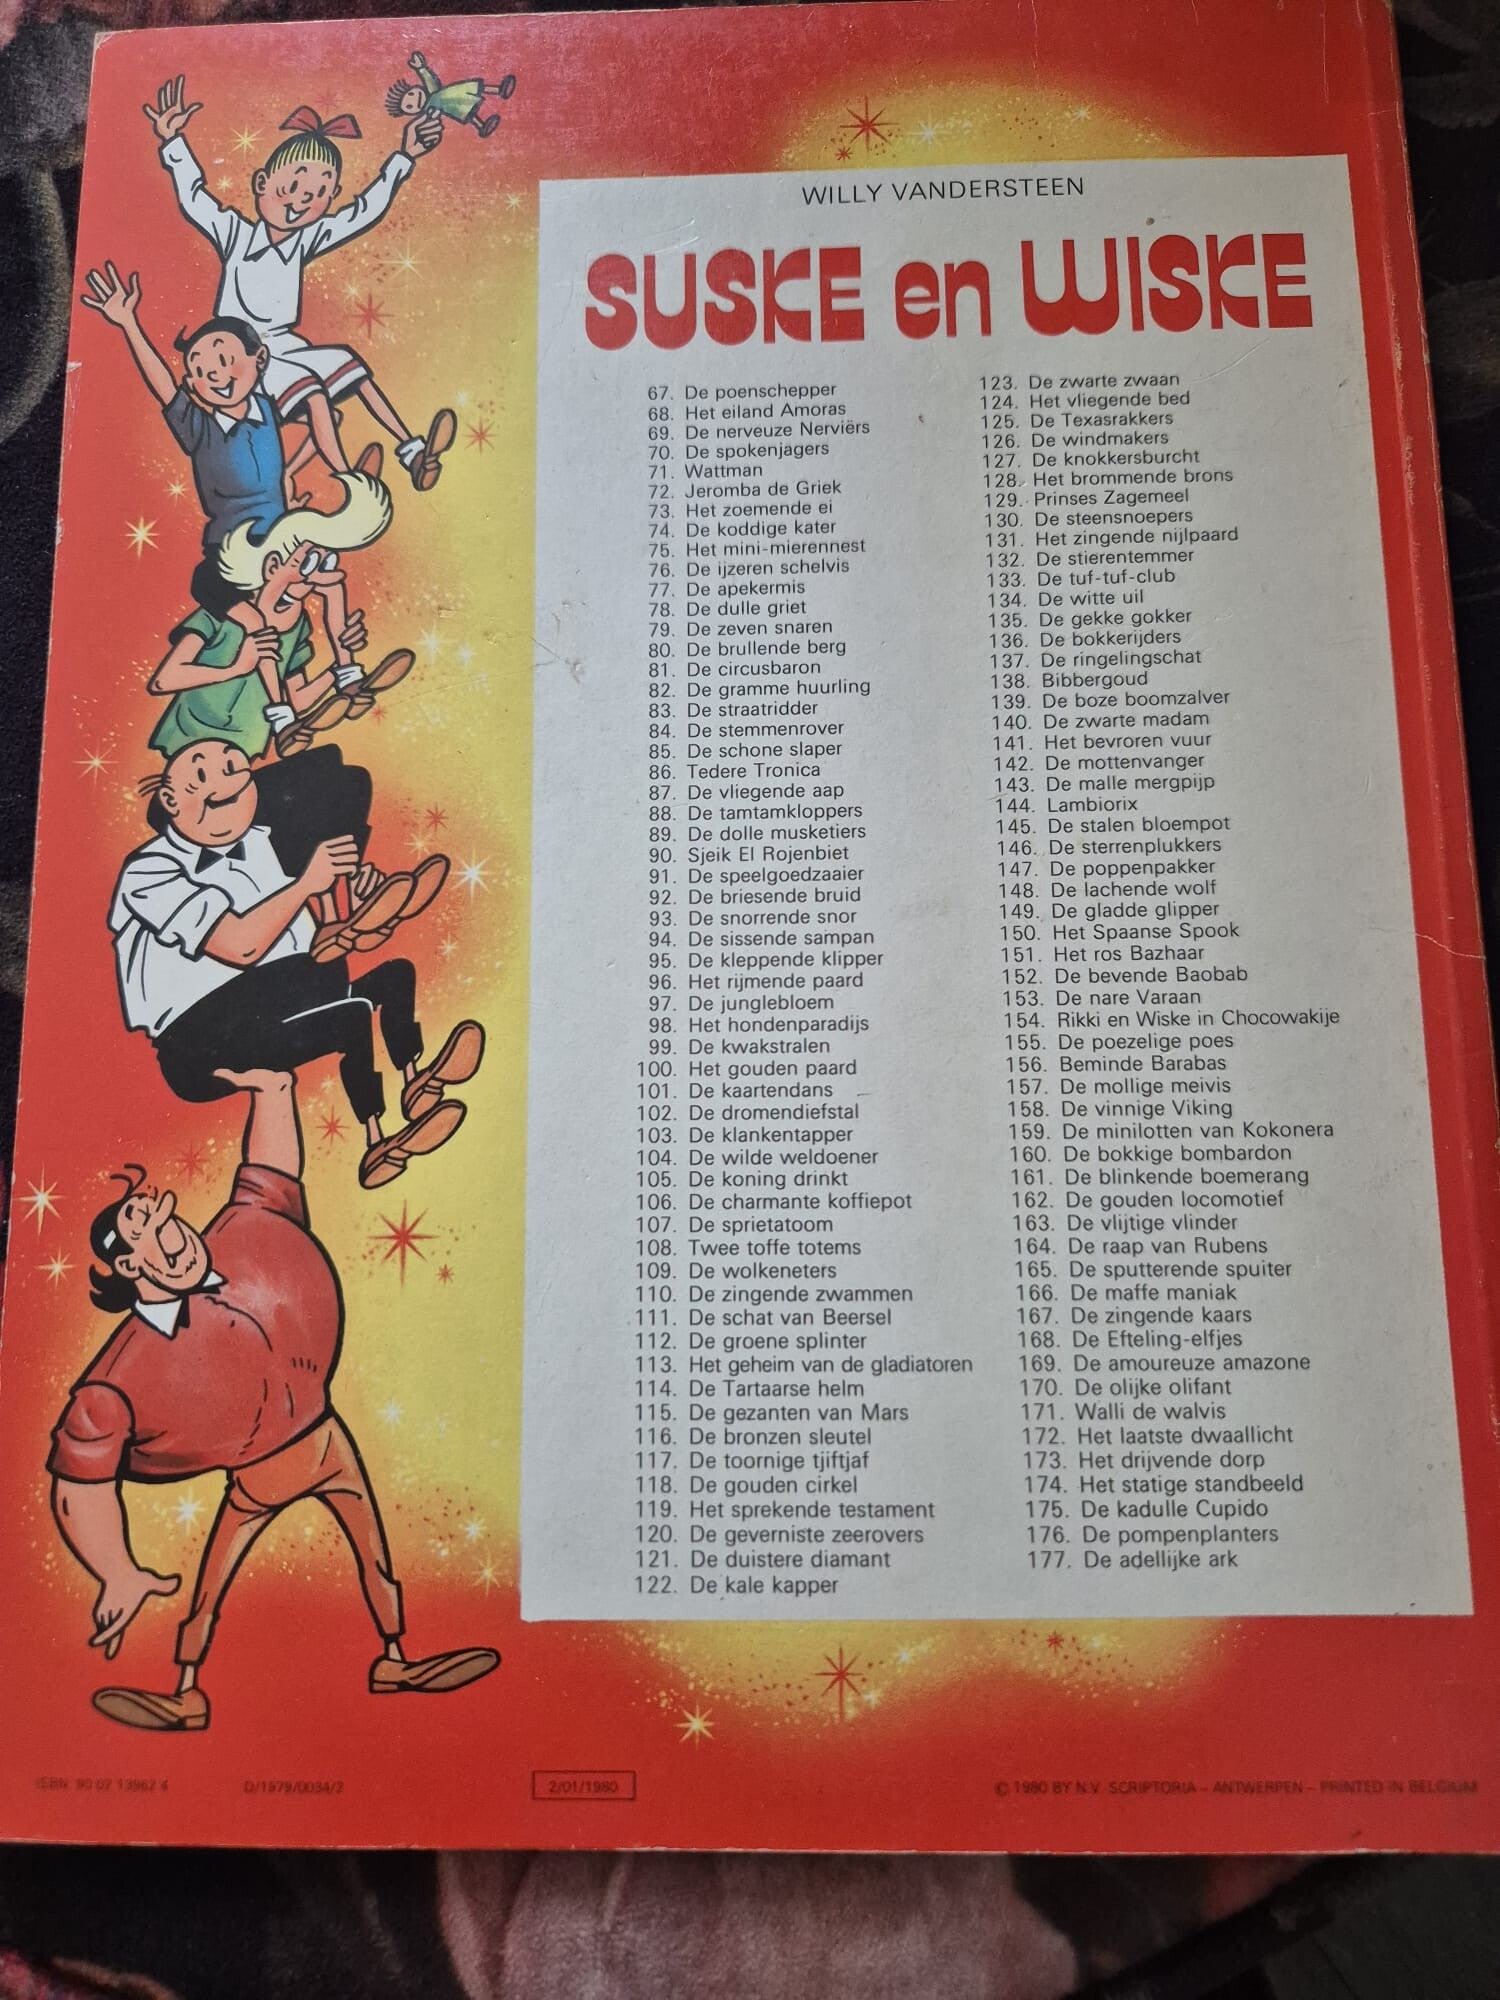 WILLY VANDERSTEEN
SUSKE en WISKE
67. De poenschepper
68. Het eiland Amoras
69. De nerveuze Nerviërs
70. De spokenjagers
71. Wattman
72. Jeromba de Griek
73. Het zoemende ei
74. De koddige kater
75. Het mini-mierennest
76. De ijzeren schelvis
77. De apekermis
78. De dulle griet
79. De zeven snaren
80. De brullende berg
81. De circusbaron
82. De gramme huurling
83. De straatridder
84. De stemmenrover
85. De schone slaper
86. Tedere Tronica
87. De vliegende aap
88. De tamtamkloppers
89. De dolle musketiers
90. Sjeik El Rojenbiet
91. De speelgoedzaaier
92. De briesende bruid
93. De snorrende snor
94. De sissende sampan
95. De kleppende klipper
96. Het rijmende paard
97. De junglebloem
98. Het hondenparadijs
99. De kwakstralen
100. Het gouden paard
101. De kaartendans
102. De dromendiefstal
103. De klankentapper
104. De wilde weldoener
105. De koning drinkt
106. De charmante koffiepot
107. De sprietatoom
108. Twee toffe totems
109. De wolkeneters
110. De zingende zwammen
111. De schat van Beersel
112. De groene splinter
113. Het geheim van de gladiatoren
114. De Tartaarse helm
115. De gezanten van Mars
116. De bronzen sleutel
117. De toornige tjiftjaf
118. De gouden cirkel
119. Het sprekende testament
120. De geverniste zeerovers
121. De duistere diamant
122. De kale kapper
123. De zwarte zwaan
124. Het vliegende bed
125. De Texasrakkers
126. De windmakers
127. De knokkersburcht
128. Het brommende brons
129. Prinses Zagemeel
130. De steensnoepers
131. Het zingende nijlpaard
132. De stierentemmer
133. De tuf-tuf-club
134. De witte uil
135. De gekke gokker
136. De bokkerijders
137. De ringelingschat
138. Bibbergoud
139. De boze boomzalver
140. De zwarte madam
141. Het bevroren vuur
142. De mottenvanger
143. De malle mergpijp
144. Lambiorix
145. De stalen bloempot
146. De sterrenplukkers
147. De poppenpakker
148. De lachende wolf
149. De gladde glipper
150. Het Spaanse Spook
151. Het ros Bazhaar
152. De bevende Baobab
153. De nare Varaan
154. Rikki en Wiske in Chocowakije
155. De poezelige poes
156. Beminde Barabas
157. De mollige meivis
158. De vinnige Viking
159. De minilotten van Kokonera
160. De bokkige bombardon
161. De blinkende boemerang
162. De gouden locomotief
163. De vlijtige vlinder
164. De raap van Rubens
165. De sputterende spuiter
166. De maffe maniak
167. De zingende kaars
168. De Efteling-elfjes
169. De amoureuze amazone
170. De olijke olifant
171. Walli de walvis
172. Het laatste dwaallicht
173. Het drijvende dorp
174. Het statige standbeeld
175. De kadulle Cupido
176. De pompenplanters
177. De adellijke ark
ISBN 90 02 13962 4
D/1979/0034/2
2/01/1980
© 1980 BY N.V. SCRIPTORIA - ANTWERPEN - PRINTED IN BELGIUM